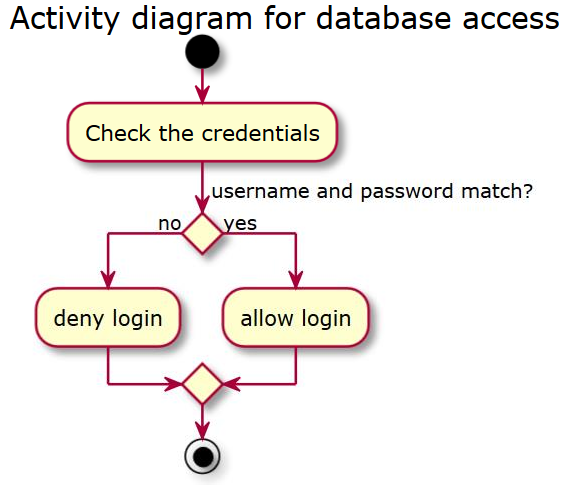 Activity diagram for database access
Check the credentials
username and password match?
no
yes
deny login
allow login